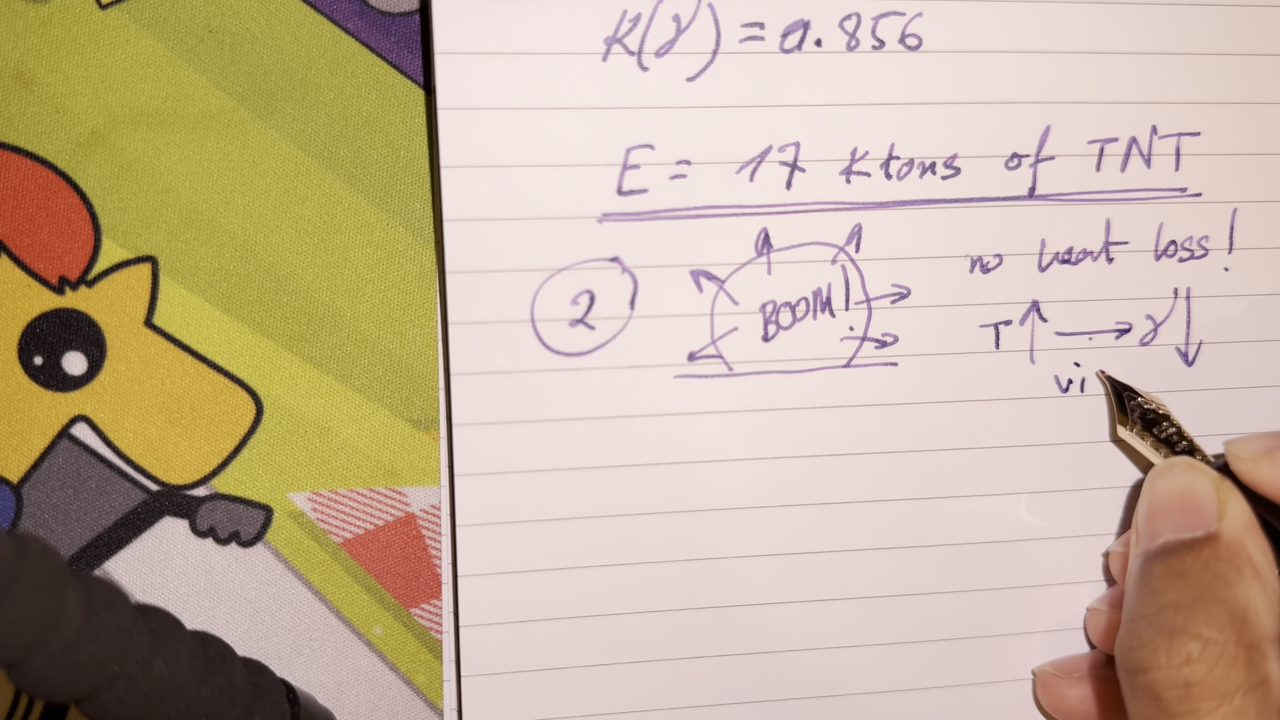 K(γ) = 0.856
E = 17 Ktons of TNT
2
BOOM!
no heat loss!
T↑ → γ↓
vi